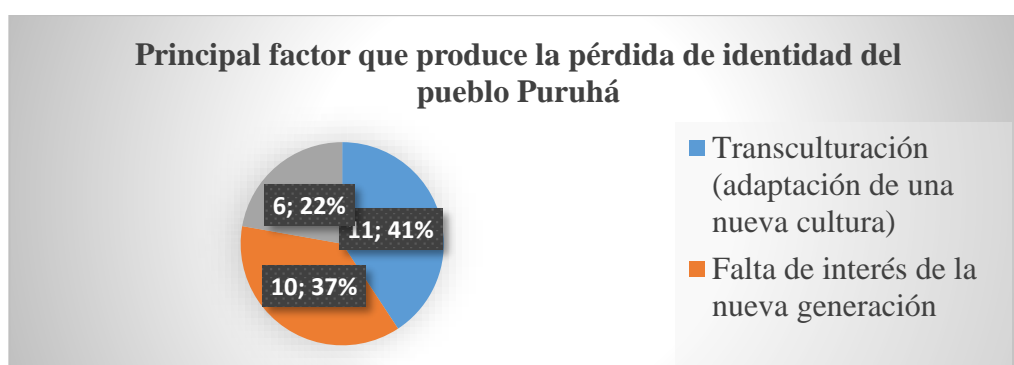 Principal factor que produce la pérdida de identidad del
pueblo Puruhá
6; 22%
11; 41%
10; 37%
Transculturación
(adaptación de una
nueva cultura)
Falta de interés de la
nueva generación